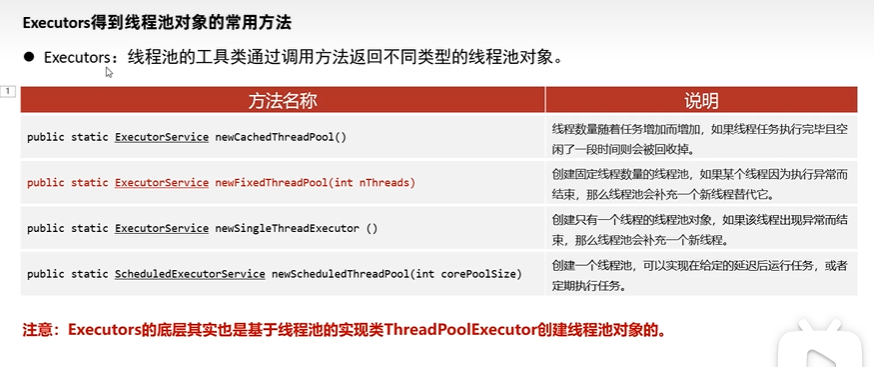 Executors得到线程池对象的常用方法
● Executors：线程池的工具类通过调用方法返回不同类型的线程池对象。
1
方法名称 说明
public static ExecutorService newCachedThreadPool()
线程数量随着任务增加而增加，如果线程任务执行完毕且空
闲了一段时间则会被回收掉。
public static ExecutorService newFixedThreadPool(int nThreads)
创建固定线程数量的线程池，如果某个线程因为执行异常而
结束，那么线程池会补充一个新线程替代它。
public static ExecutorService newSingleThreadExecutor ()
创建只有一个线程的线程池对象，如果该线程出现异常而结
束，那么线程池会补充一个新线程。
public static ScheduledExecutorService newScheduledThreadPool(int corePoolSize)
创建一个线程池，可以实现在给定的延迟后运行任务，或者
定期执行任务。
注意：Executors的底层其实也是基于线程池的实现类ThreadPoolExecutor创建线程池对象的。